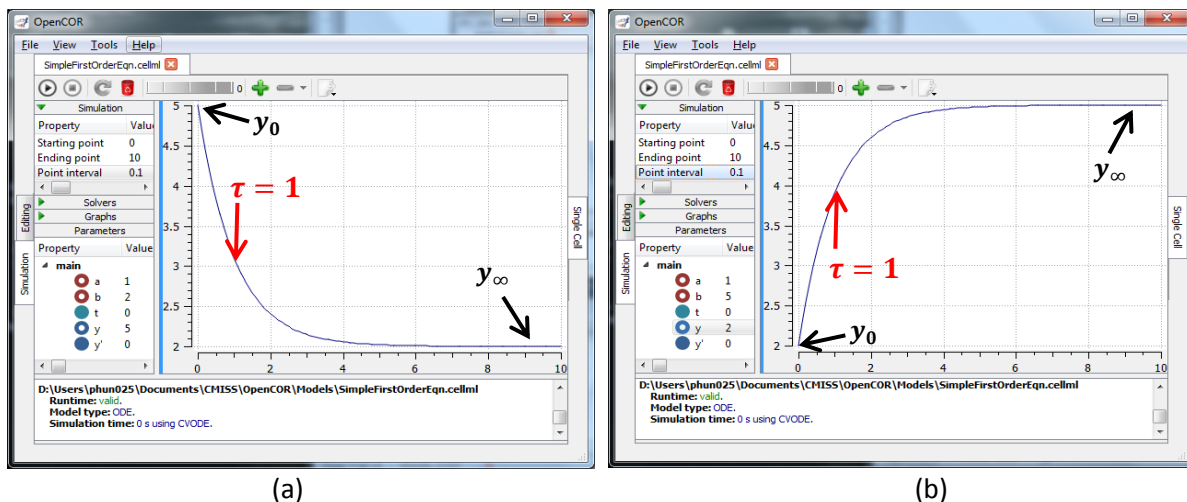 OpenCOR
File View Tools Help
SimpleFirstOrderEqn.cellml
0
Simulation
Property Value
Starting point 0
Ending point 10
Point interval 0.1
Solvers
Graphs
Parameters
Property Value
main
a 1
b 2
t 0
y 5
y' 0
Editing
Simulation
Single Cell
5
4.5
4
3.5
3
2.5
2
0 2 4 6 8 10
y₀
τ = 1
y∞
D:\Users\phun025\Documents\CMISS\OpenCOR\Models\SimpleFirstOrderEqn.cellml
Runtime: valid.
Model type: ODE.
Simulation time: 0 s using CVODE.
(a)
OpenCOR
File View Tools Help
SimpleFirstOrderEqn.cellml
0
Simulation
Property Value
Starting point 0
Ending point 10
Point interval 0.1
Solvers
Graphs
Parameters
Property Value
main
a 1
b 5
t 0
y 2
y' 0
Editing
Simulation
Single Cell
5
4.5
4
3.5
3
2.5
2
0 2 4 6 8 10
y∞
τ = 1
y₀
D:\Users\phun025\Documents\CMISS\OpenCOR\Models\SimpleFirstOrderEqn.cellml
Runtime: valid.
Model type: ODE.
Simulation time: 0 s using CVODE.
(b)